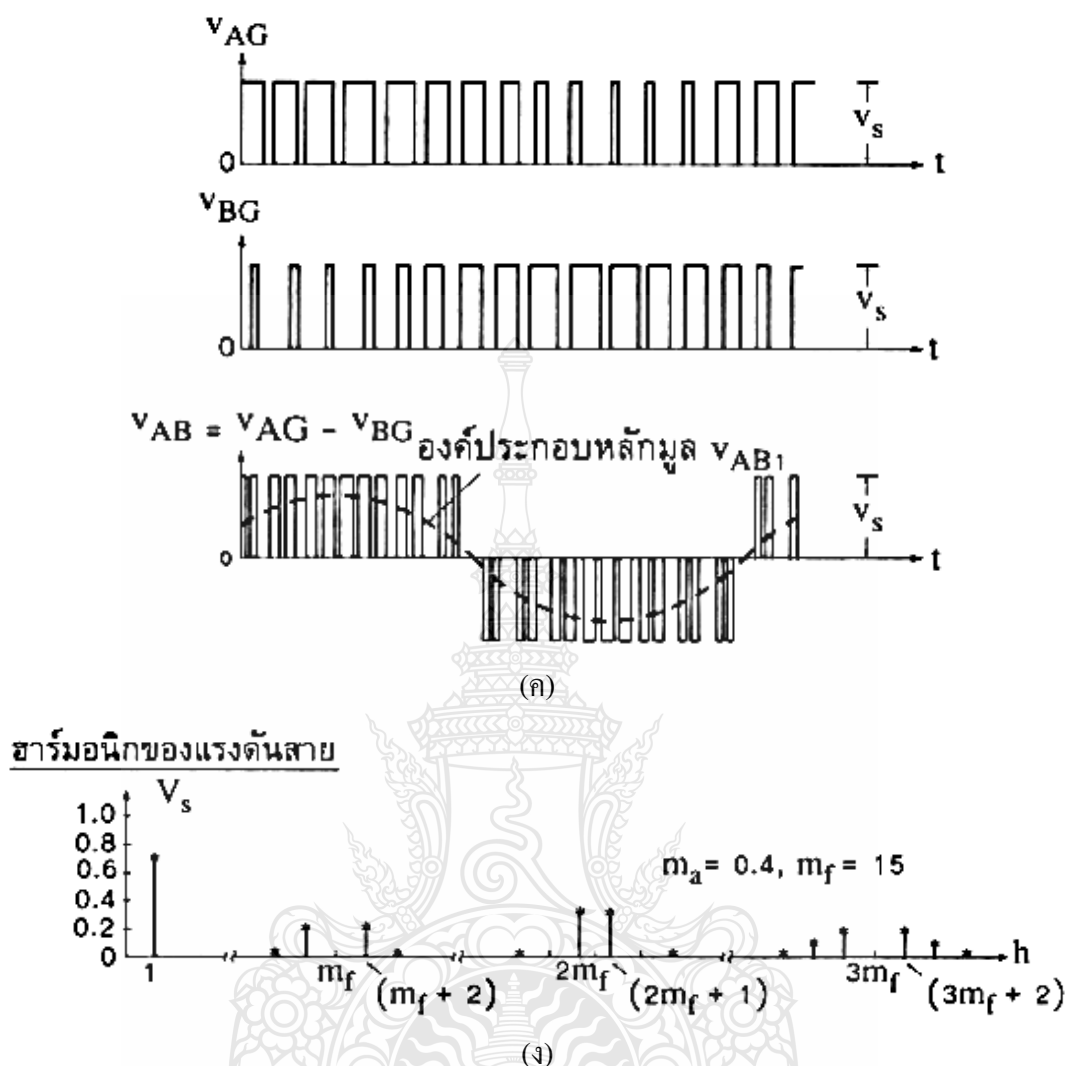 vAG
Vs
0
t
vBG
Vs
0
t
vAB = vAG - vBG
องค์ประกอบหลักมูล vAB1
Vs
0
t
(ค)
ฮาร์มอนิกของแรงดันสาย
Vs
1.0
0.8
0.6
0.4
0.2
0
ma = 0.4, mf = 15
1
mf
(mf + 2)
2mf
(2mf + 1)
3mf
(3mf + 2)
h
(ง)